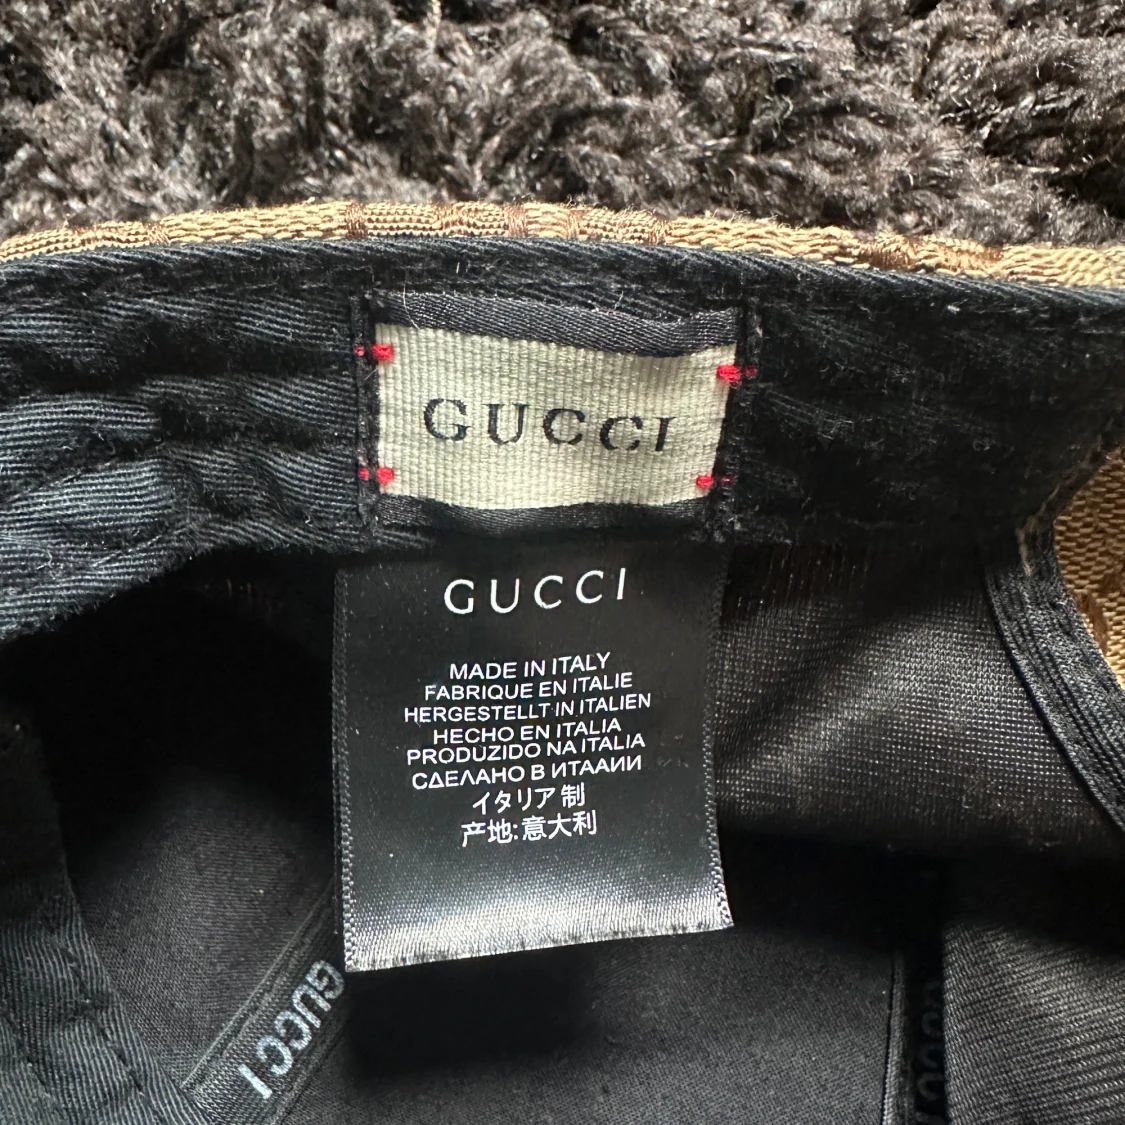 GUCCI
GUCCI
MADE IN ITALY
FABRIQUE EN ITALIE
HERGESTELLT IN ITALIEN
HECHO EN ITALIA
PRODUZIDO NA ITALIA
СДЕЛАНО В ИТААИИ
イタリア制
产地:意大利
GUCCI